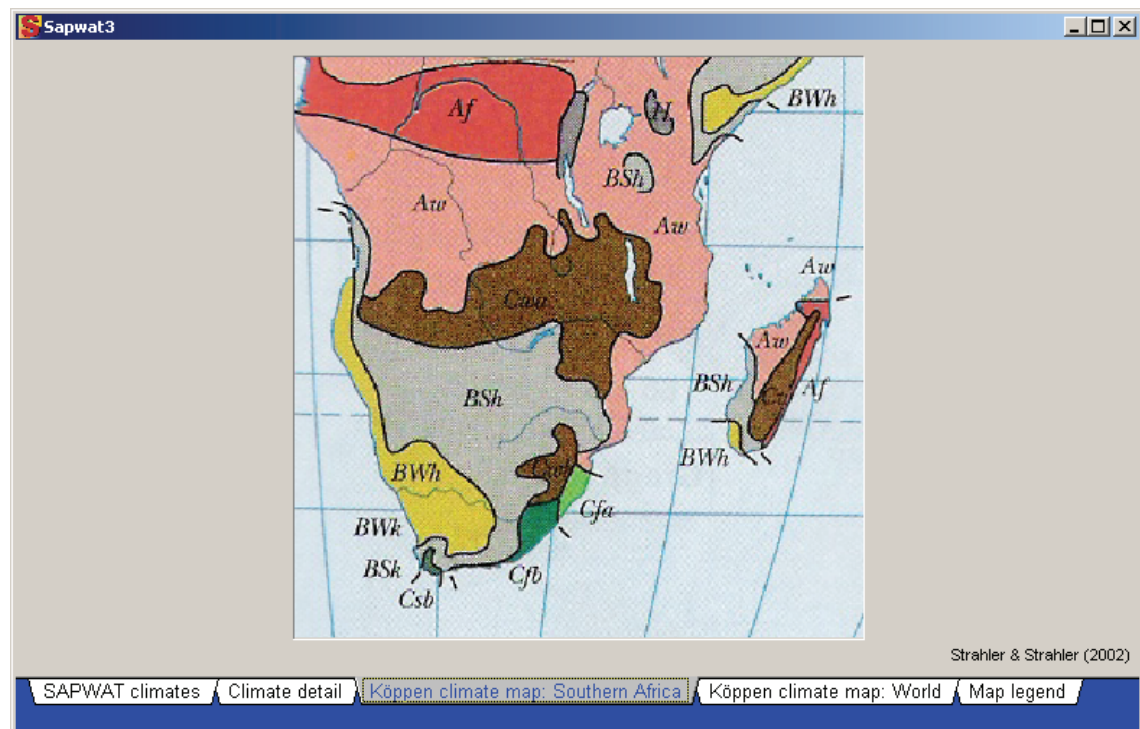 Sapwat3
BWh
Af
H
BSh
Aw
Aw
Aw
Cwa
Aw
BSh
Af
BSh
BWh
BWh
Cfa
BWk
BSk
Cfb
Csb
Strahler & Strahler (2002)
SAPWAT climates Climate detail Köppen climate map: Southern Africa Köppen climate map: World Map legend